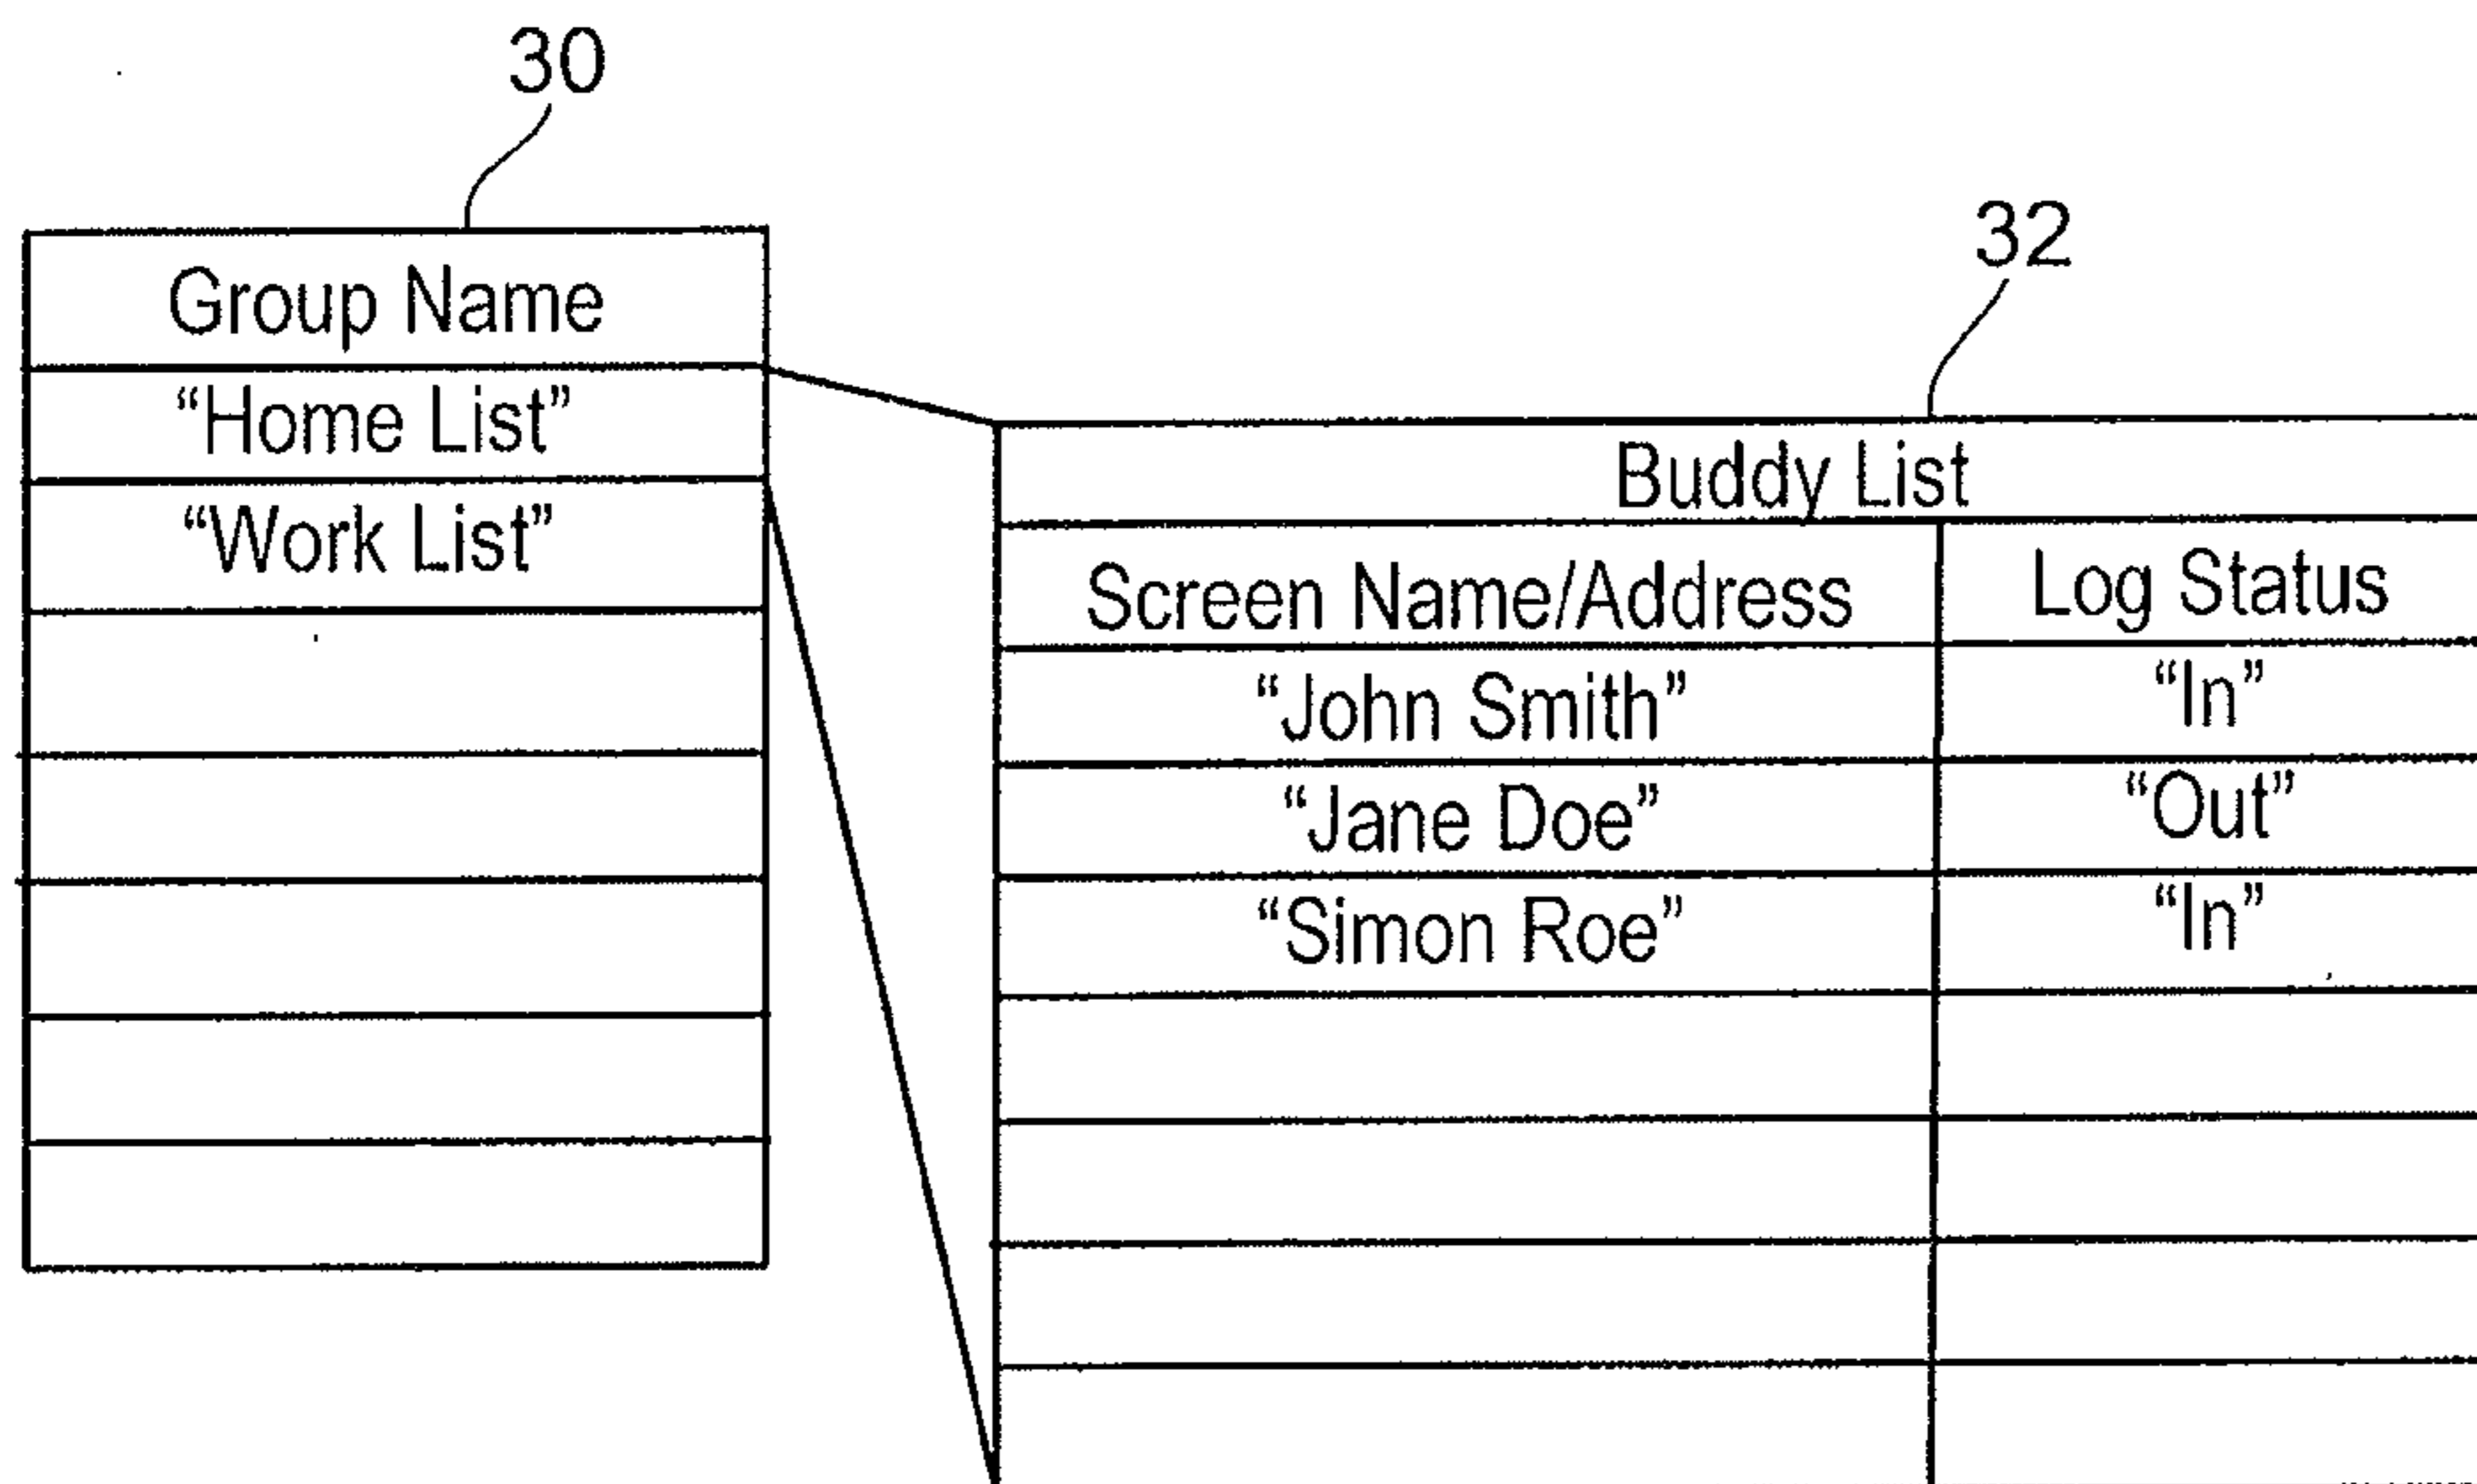 30
Group Name
“Home List”
“Work List”
32
Buddy List
Screen Name/Address Log Status
“John Smith” “In”
“Jane Doe” “Out”
“Simon Roe” “In”